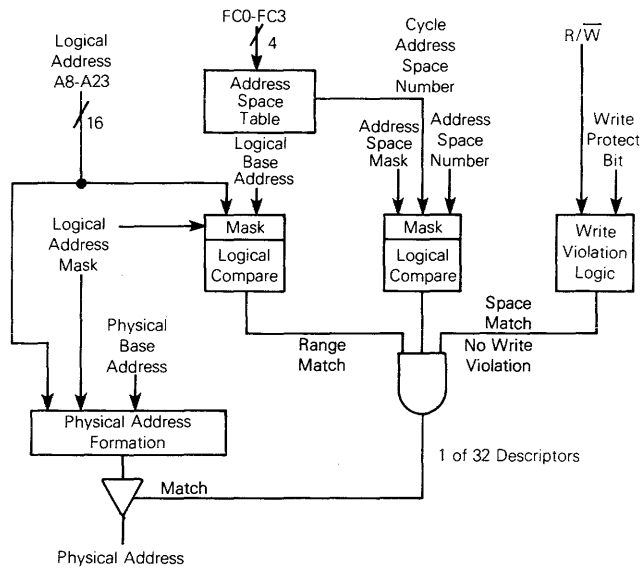 FC0-FC3
4
Logical
Address
A8-A23
16
Address
Space
Table
Cycle
Address
Space
Number
R/W̅
Write
Protect
Bit
Logical
Base
Address
Address
Space
Mask
Address
Space
Number
Logical
Address
Mask
Mask
Logical
Compare
Mask
Logical
Compare
Write
Violation
Logic
Physical
Base
Address
Range
Match
Space
Match
No Write
Violation
Physical Address
Formation
1 of 32 Descriptors
Match
Physical Address